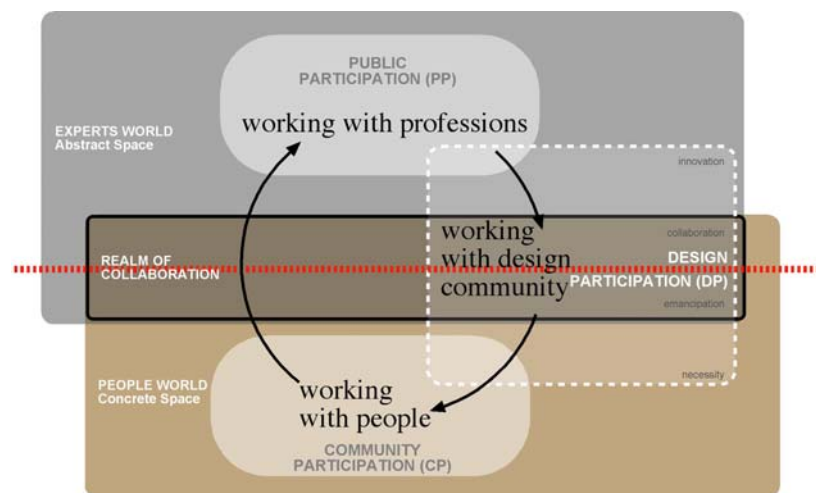 PUBLIC
PARTICIPATION (PP)
working with professions
EXPERTS WORLD
Abstract Space
innovation
collaboration
working
with design
community
DESIGN
PARTICIPATION (DP)
REALM OF
COLLABORATION
emancipation
necessity
PEOPLE WORLD
Concrete Space
working
with people
COMMUNITY
PARTICIPATION (CP)